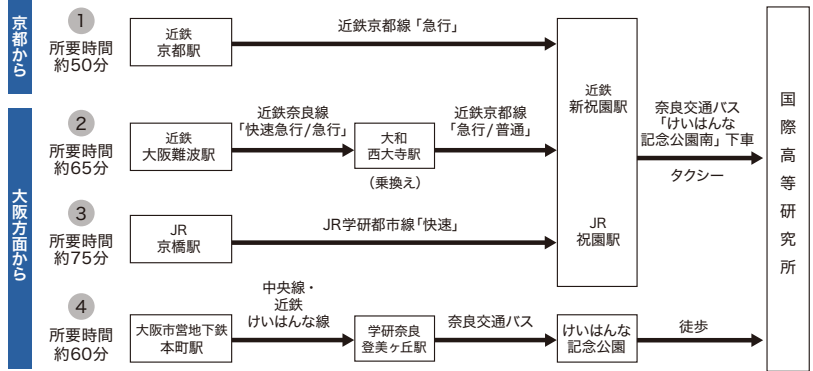 京都から
①
所要時間
約50分
近鉄
京都駅
近鉄京都線「急行」
近鉄
新祝園駅
大阪方面から
②
所要時間
約65分
近鉄
大阪難波駅
近鉄奈良線
「快速急行/急行」
大和
西大寺駅
(乗換え)
近鉄京都線
「急行/普通」
③
所要時間
約75分
JR
京橋駅
JR学研都市線「快速」
JR
祝園駅
奈良交通バス
「けいはんな
記念公園南」下車
タクシー
④
所要時間
約60分
大阪市営地下鉄
本町駅
中央線・
近鉄
けいはんな線
学研奈良
登美ヶ丘駅
奈良交通バス
けいはんな
記念公園
徒歩
国際高等研究所